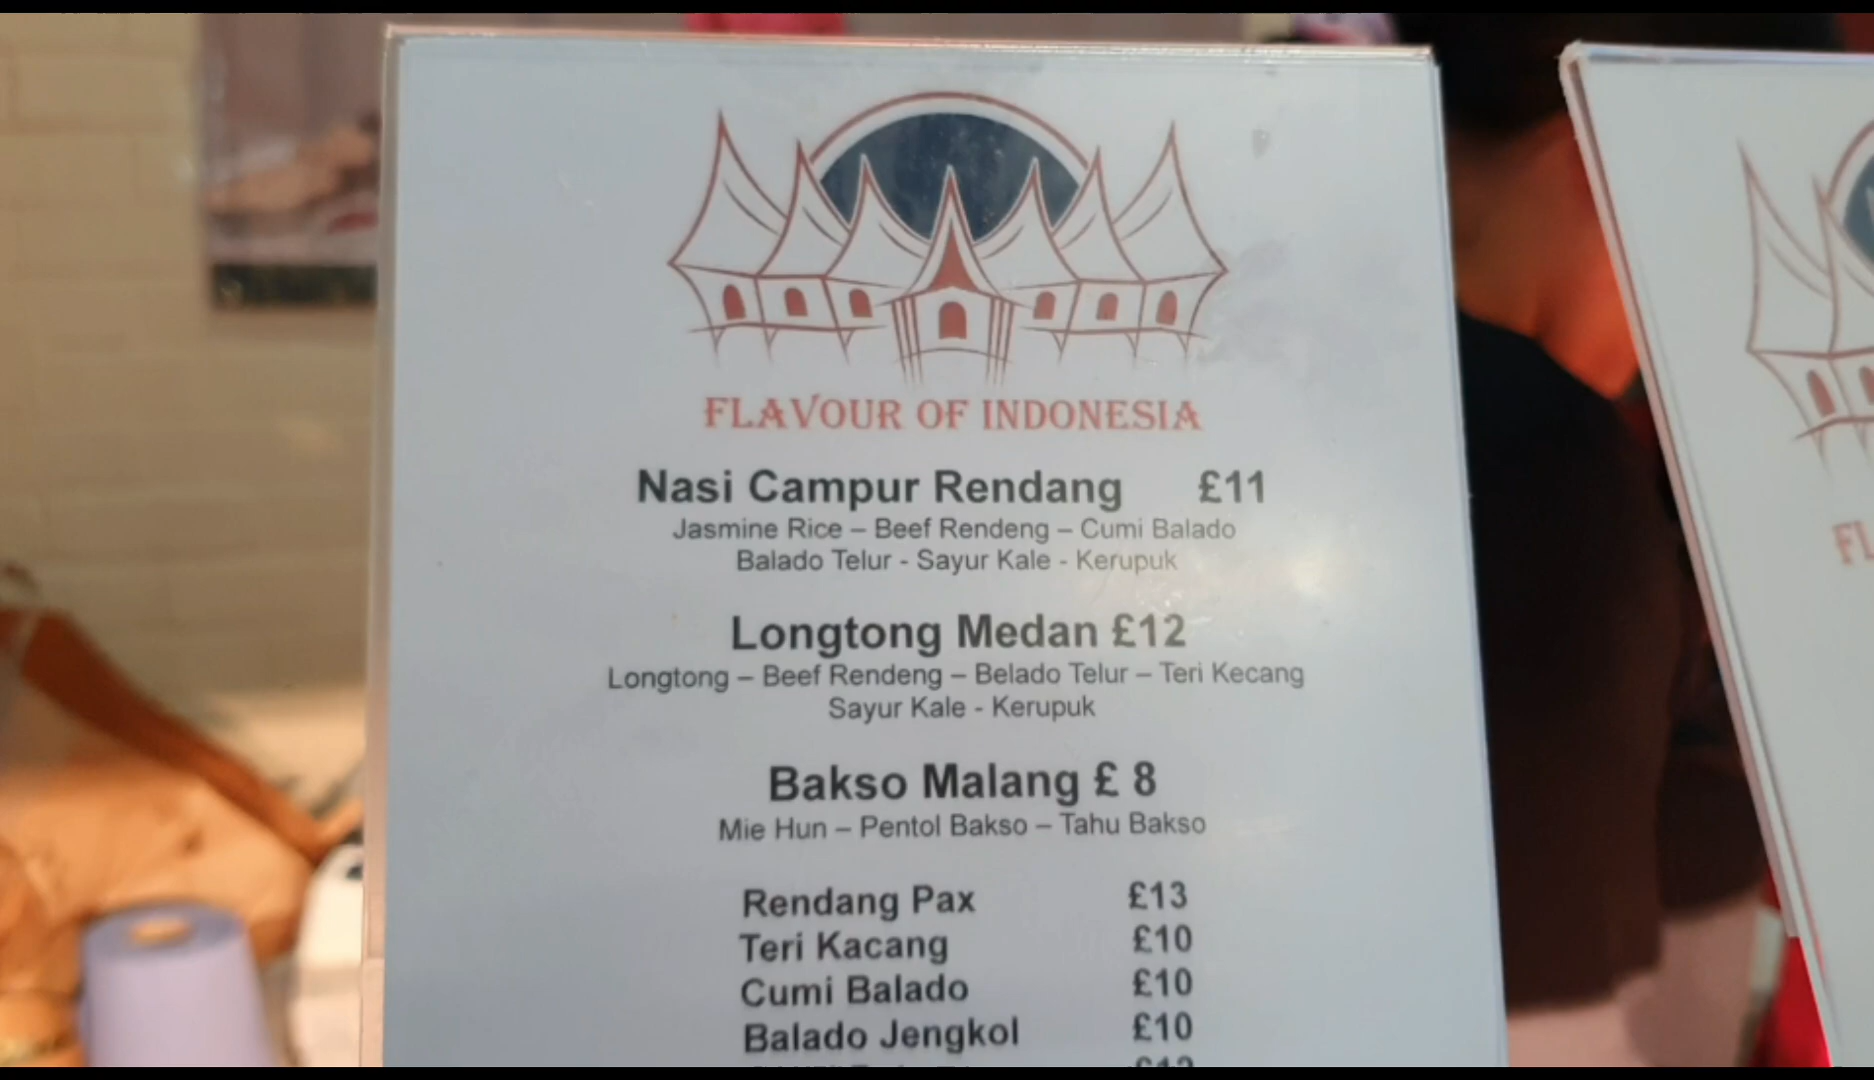 FLAVOUR OF INDONESIA
Nasi Campur Rendang £11
Jasmine Rice – Beef Rendeng – Cumi Balado
Balado Telur - Sayur Kale - Kerupuk
Longtong Medan £12
Longtong – Beef Rendeng – Belado Telur – Teri Kecang
Sayur Kale - Kerupuk
Bakso Malang £ 8
Mie Hun – Pentol Bakso – Tahu Bakso
Rendang Pax £13
Teri Kacang £10
Cumi Balado £10
Balado Jengkol £10
FL